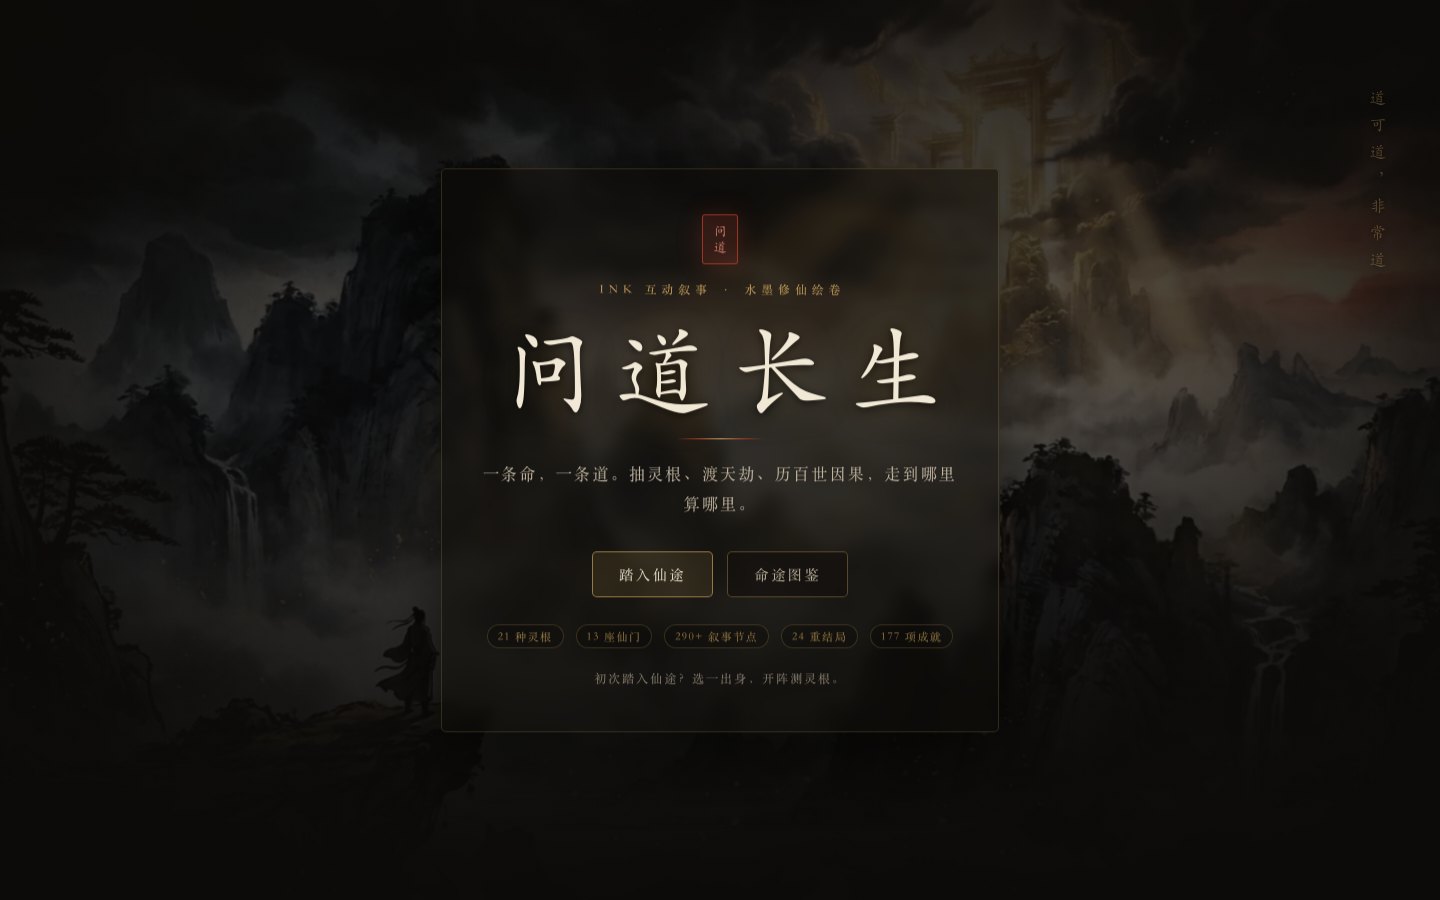 问
道
INK 互动叙事 · 水墨修仙绘卷
问道长生
一条命，一条道。抽灵根、渡天劫、历百世因果，走到哪里
算哪里。
踏入仙途 命途图鉴
21 种灵根 13 座仙门 290+ 叙事节点 24 重结局 177 项成就
初次踏入仙途？选一出身，开阵测灵根。
道可道，非常道